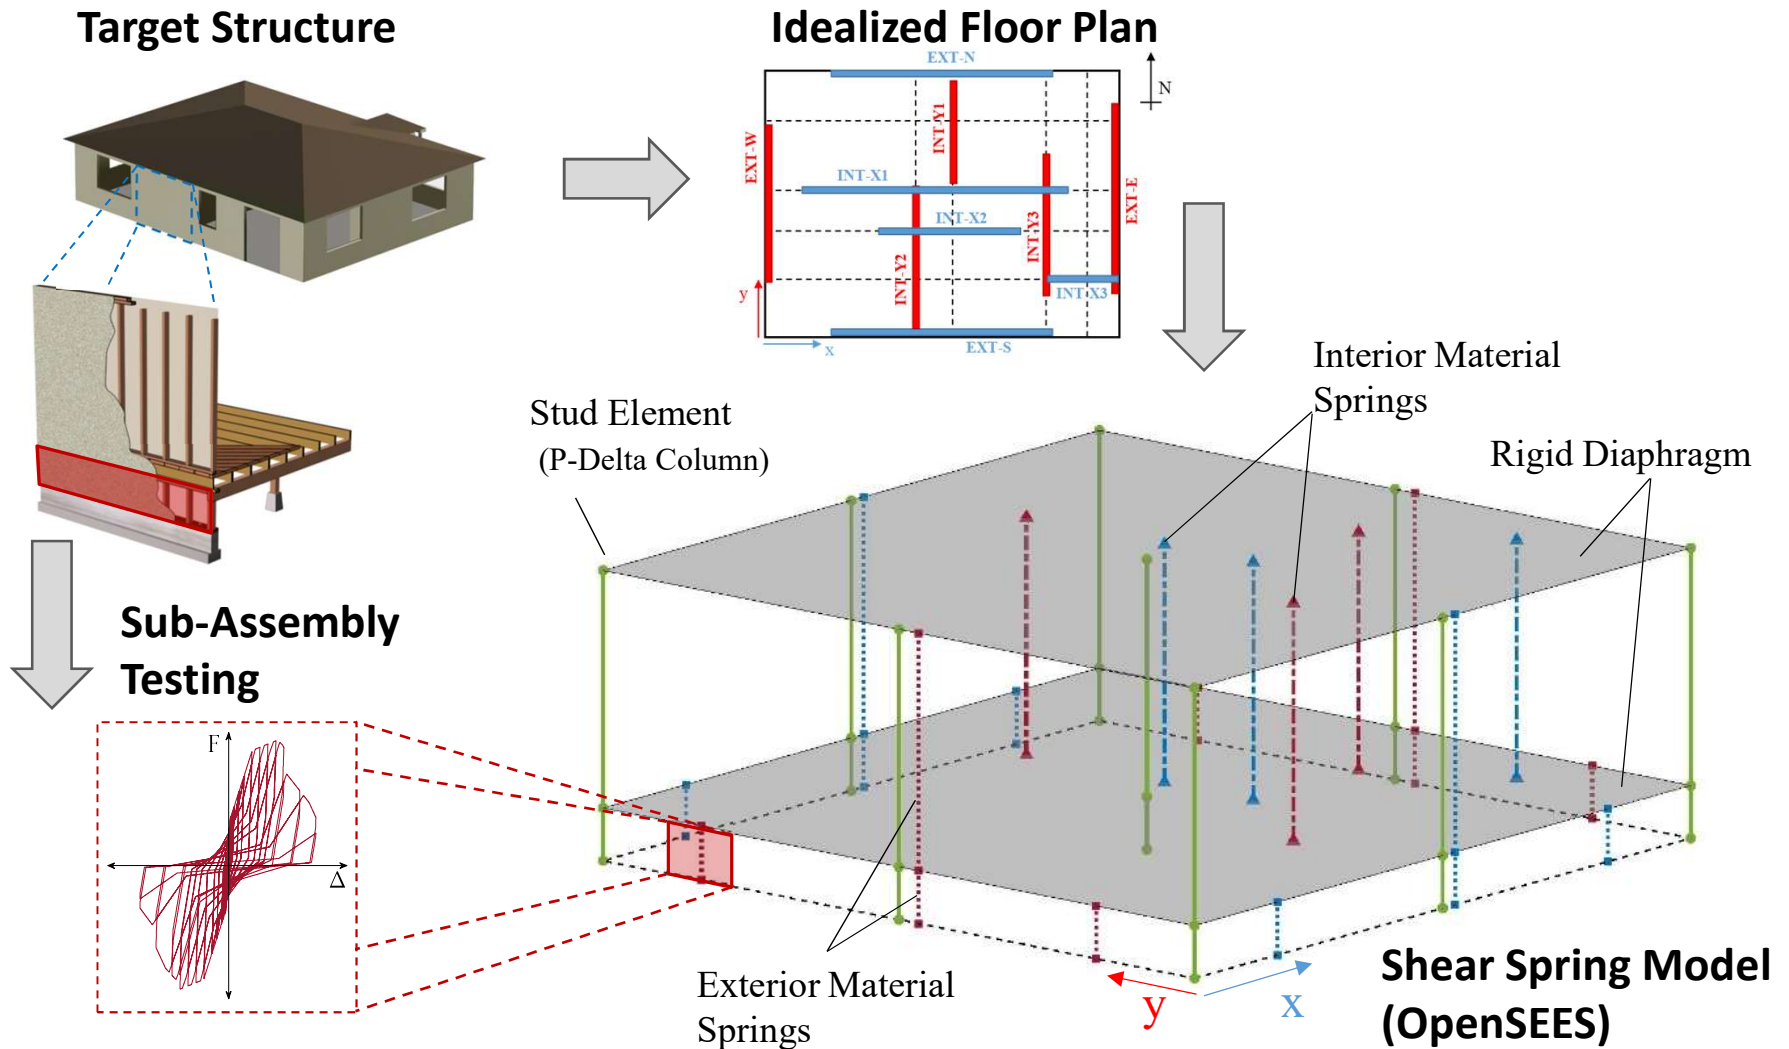 Target Structure
Idealized Floor Plan
EXT-N
N
INT-Y1
EXT-W
INT-X1
EXT-E
INT-X2
INT-Y3
INT-Y2
y
INT-X3
x
EXT-S
Interior Material
Springs
Stud Element
(P-Delta Column)
Rigid Diaphragm
Sub-Assembly
Testing
F
Δ
Exterior Material
Springs
y
x
Shear Spring Model
(OpenSEES)